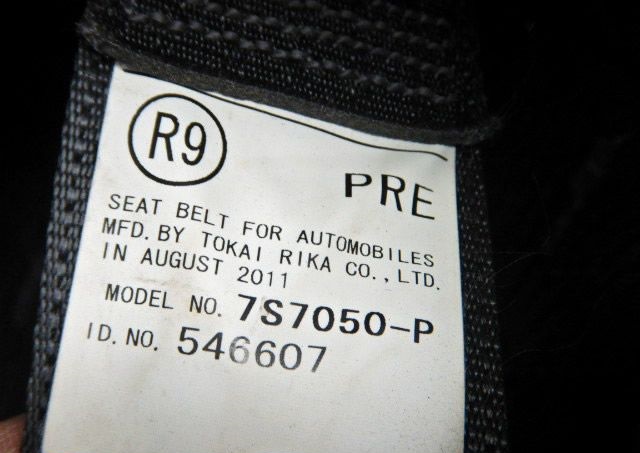 R9
PRE
SEAT BELT FOR AUTOMOBILES
MFD. BY TOKAI RIKA CO., LTD.
IN AUGUST 2011
MODEL NO. 7S7050-P
ID. NO. 546607